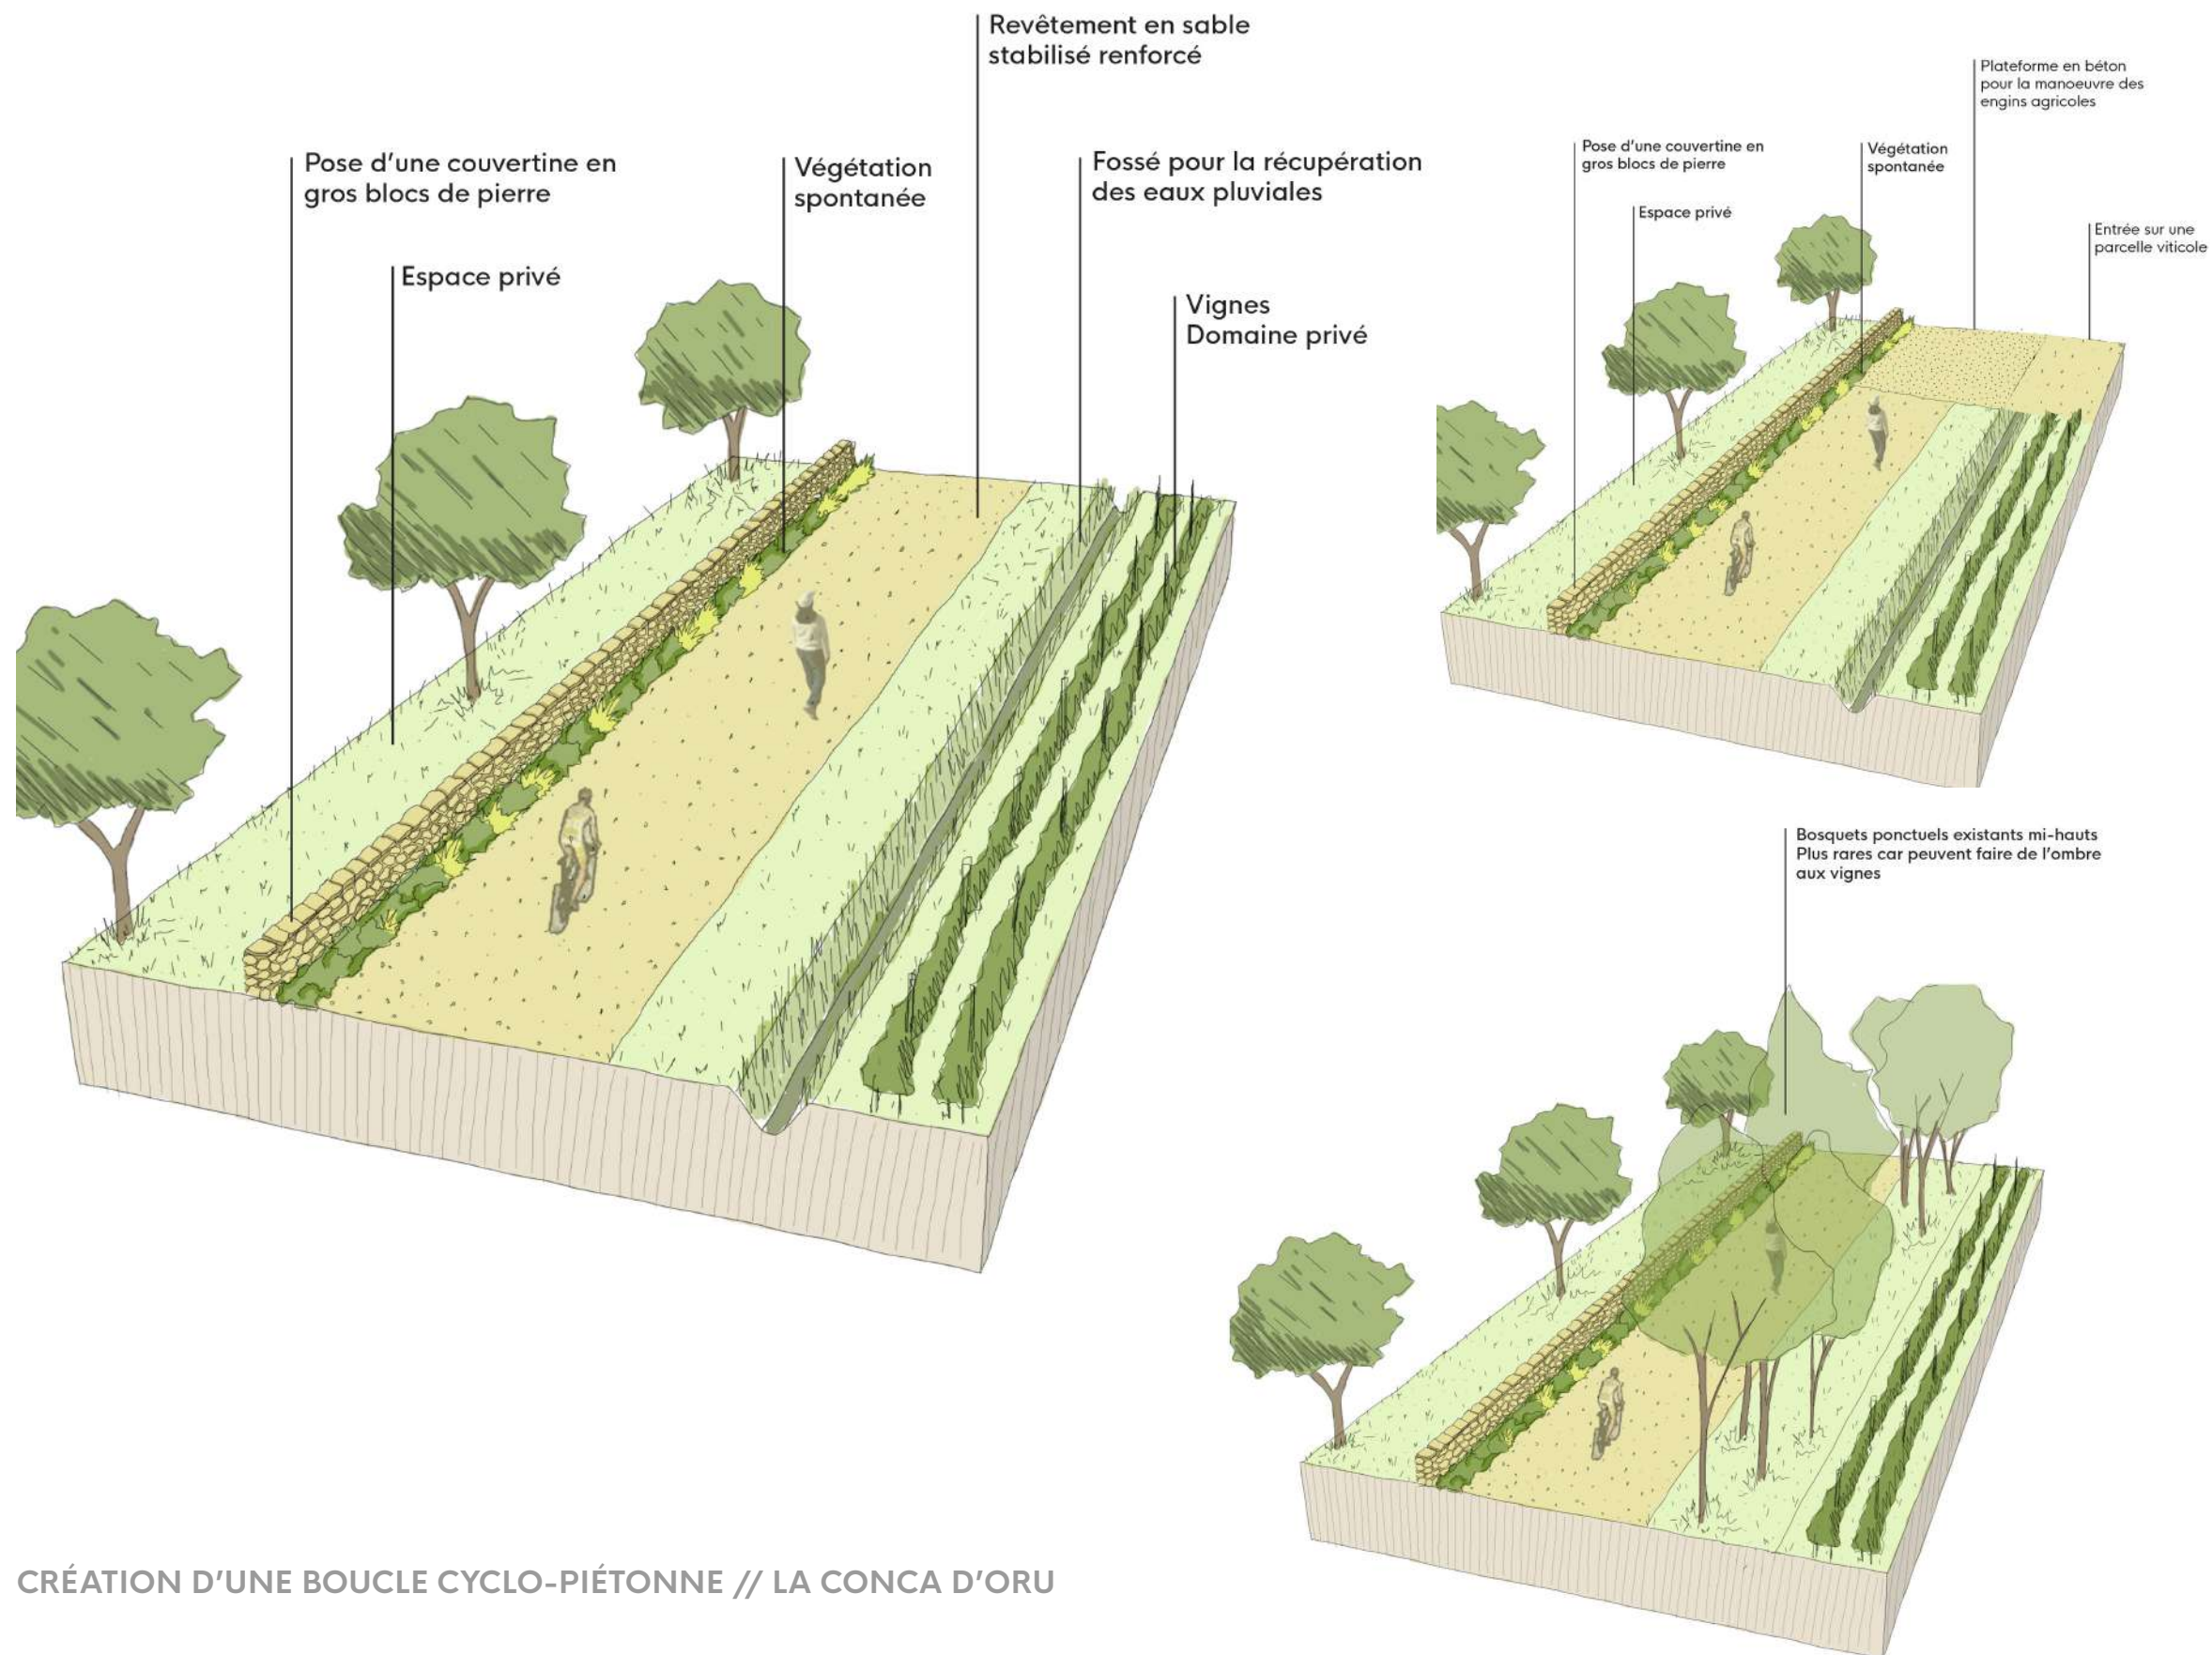 Revêtement en sable
stabilisé renforcé
Pose d'une couvertine en
gros blocs de pierre
Végétation
spontanée
Fossé pour la récupération
des eaux pluviales
Espace privé
Vignes
Domaine privé
Plateforme en béton
pour la manoeuvre des
engins agricoles
Pose d'une couvertine en
gros blocs de pierre
Végétation
spontanée
Espace privé
Entrée sur une
parcelle viticole
Bosquets ponctuels existants mi-hauts
Plus rares car peuvent faire de l'ombre
aux vignes
CRÉATION D'UNE BOUCLE CYCLO-PIÉTONNE // LA CONCA D'ORU